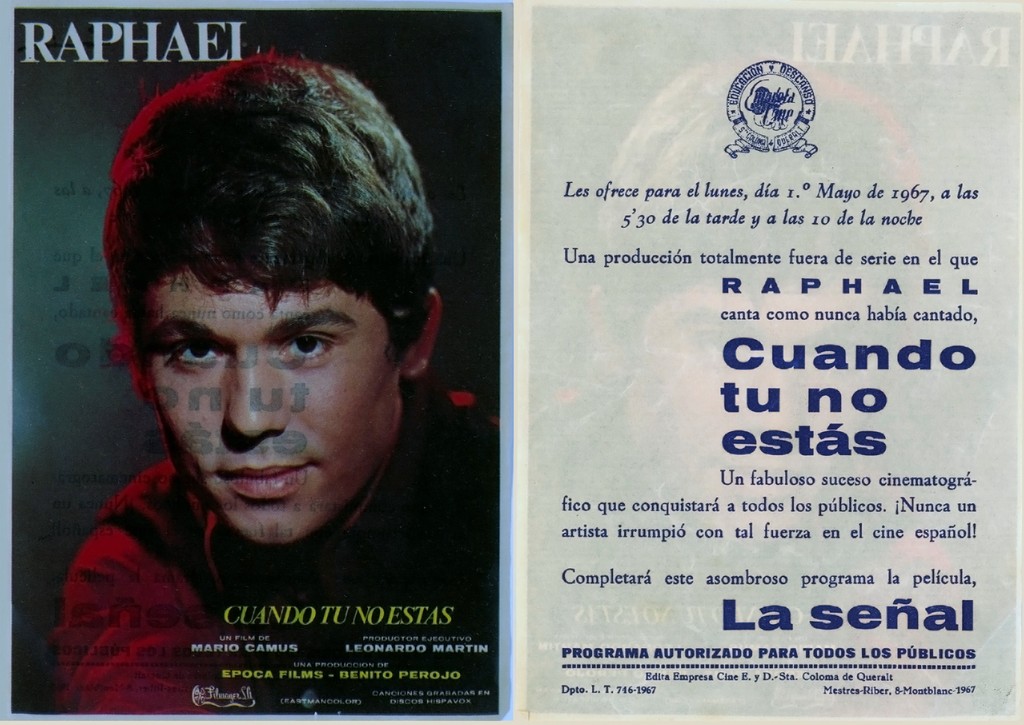 RAPHAEL
CUANDO TU NO ESTAS
UN FILM DE
MARIO CAMUS
PRODUCTOR EJECUTIVO
LEONARDO MARTIN
UNA PRODUCCION DE
EPOCA FILMS - BENITO PEROJO
Filmayer S.A.
(EASTMANCOLOR)
CANCIONES GRABADAS EN
DISCOS HISPAVOX
EDUCACIÓN Y DESCANSO
STA COLOMA QUERALT
Les ofrece para el lunes, día 1.º Mayo de 1967, a las
5'30 de la tarde y a las 10 de la noche
Una producción totalmente fuera de serie en el que
RAPHAEL
canta como nunca había cantado,
Cuando
tu no
estás
Un fabuloso suceso cinematográ-
fico que conquistará a todos los públicos. ¡Nunca un
artista irrumpió con tal fuerza en el cine español!
Completará este asombroso programa la película,
La señal
PROGRAMA AUTORIZADO PARA TODOS LOS PÚBLICOS
Edita Empresa Cine E. y D.-Sta. Coloma de Queralt
Dpto. L. T. 746-1967 Mestres-Riber, 8-Montblanc-1967